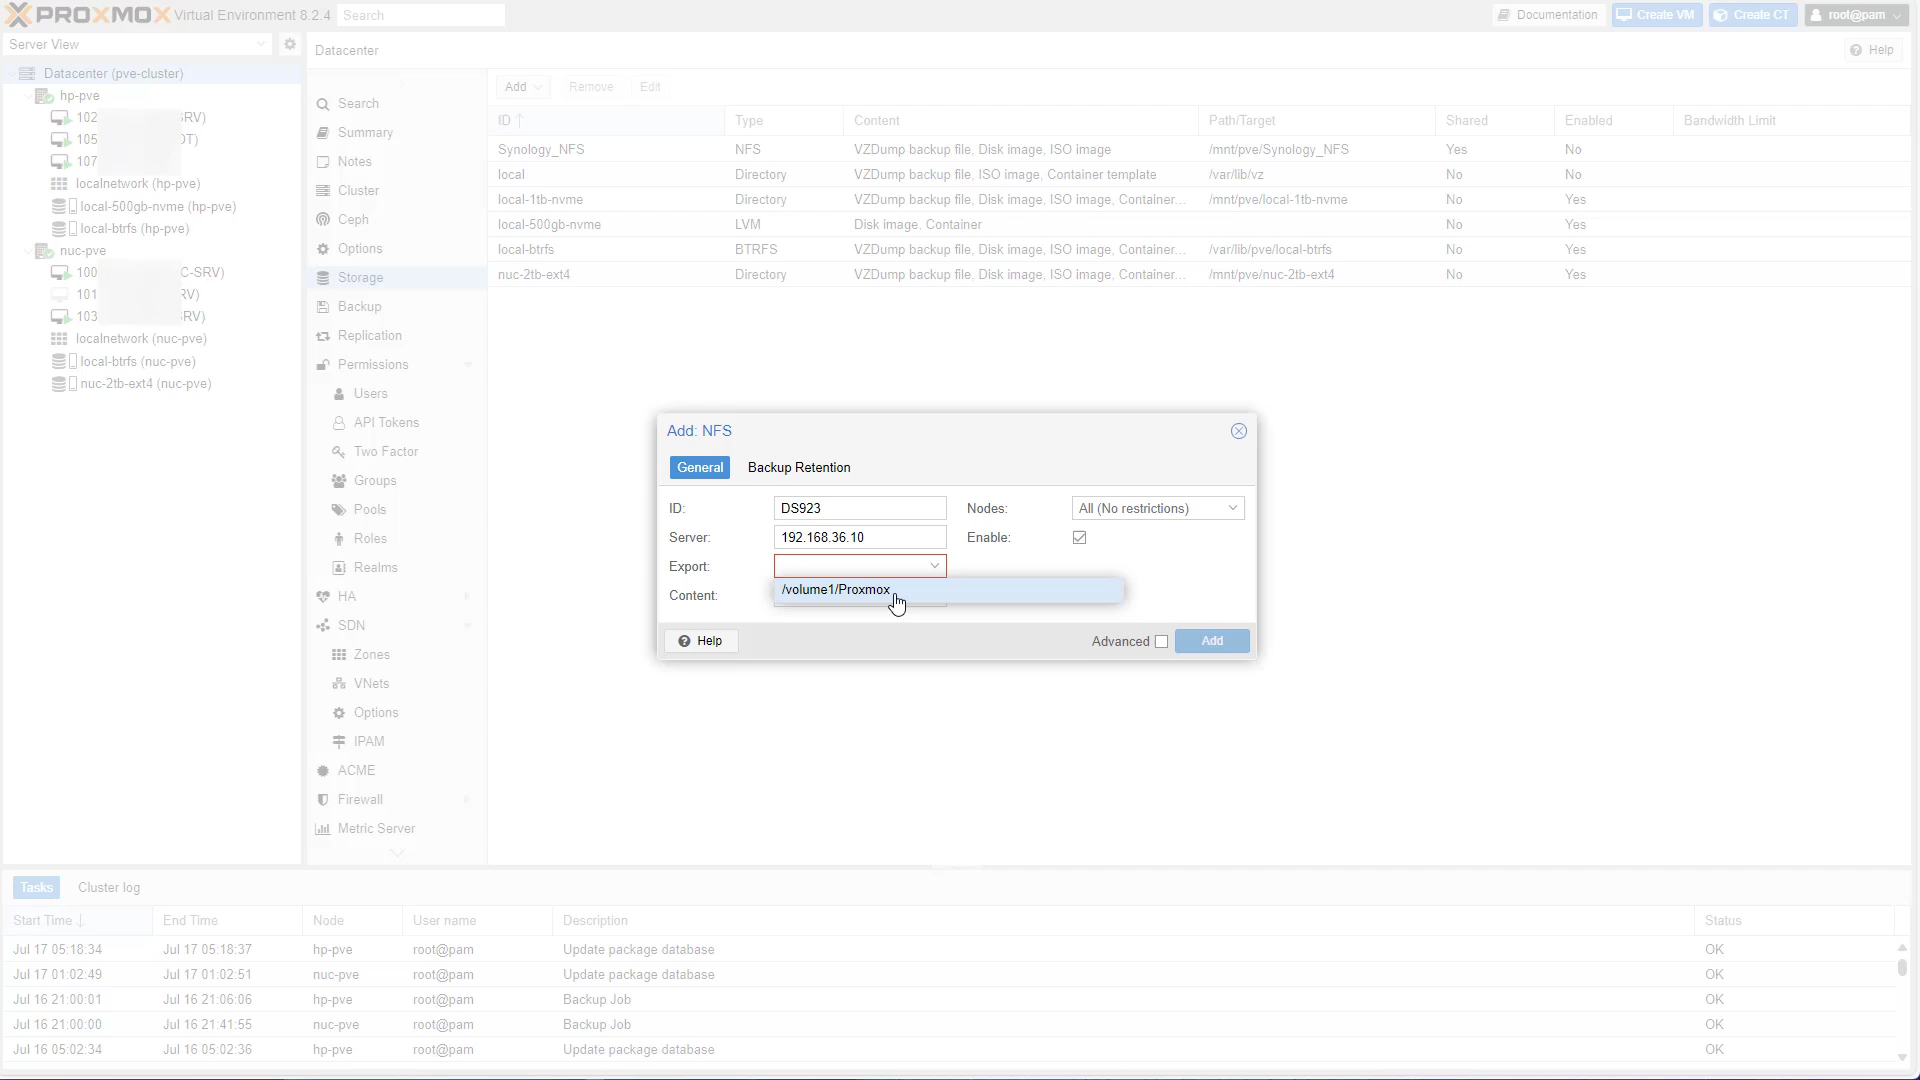 PROXMOX Virtual Environment 8.2.4 Search
Documentation Create VM Create CT root@pam
Server View
Datacenter (pve-cluster)
hp-pve
102 SRV)
105 OT)
107
localnetwork (hp-pve)
local-500gb-nvme (hp-pve)
local-btrfs (hp-pve)
nuc-pve
100 C-SRV)
101 RV)
103 SRV)
localnetwork (nuc-pve)
local-btrfs (nuc-pve)
nuc-2tb-ext4 (nuc-pve)
Datacenter
Help
Search
Summary
Notes
Cluster
Ceph
Options
Storage
Backup
Replication
Permissions
Users
API Tokens
Two Factor
Groups
Pools
Roles
Realms
HA
SDN
Zones
VNets
Options
IPAM
ACME
Firewall
Metric Server
Add Remove Edit
ID Type Content Path/Target Shared Enabled Bandwidth Limit
Synology_NFS NFS VZDump backup file, Disk image, ISO image /mnt/pve/Synology_NFS Yes No
local Directory VZDump backup file, ISO image, Container template /var/lib/vz No No
local-1tb-nvme Directory VZDump backup file, Disk image, ISO image, Container... /mnt/pve/local-1tb-nvme No Yes
local-500gb-nvme LVM Disk image, Container No Yes
local-btrfs BTRFS VZDump backup file, Disk image, ISO image, Container... /var/lib/pve/local-btrfs No Yes
nuc-2tb-ext4 Directory VZDump backup file, Disk image, ISO image, Container... /mnt/pve/nuc-2tb-ext4 No Yes
Add: NFS
General Backup Retention
ID: DS923 Nodes: All (No restrictions)
Server: 192.168.36.10 Enable:
Export:
/volume1/Proxmox
Content:
Help Advanced Add
Tasks Cluster log
Start Time End Time Node User name Description Status
Jul 17 05:18:34 Jul 17 05:18:37 hp-pve root@pam Update package database OK
Jul 17 01:02:49 Jul 17 01:02:51 nuc-pve root@pam Update package database OK
Jul 16 21:00:01 Jul 16 21:06:06 hp-pve root@pam Backup Job OK
Jul 16 21:00:00 Jul 16 21:41:55 nuc-pve root@pam Backup Job OK
Jul 16 05:02:34 Jul 16 05:02:36 hp-pve root@pam Update package database OK